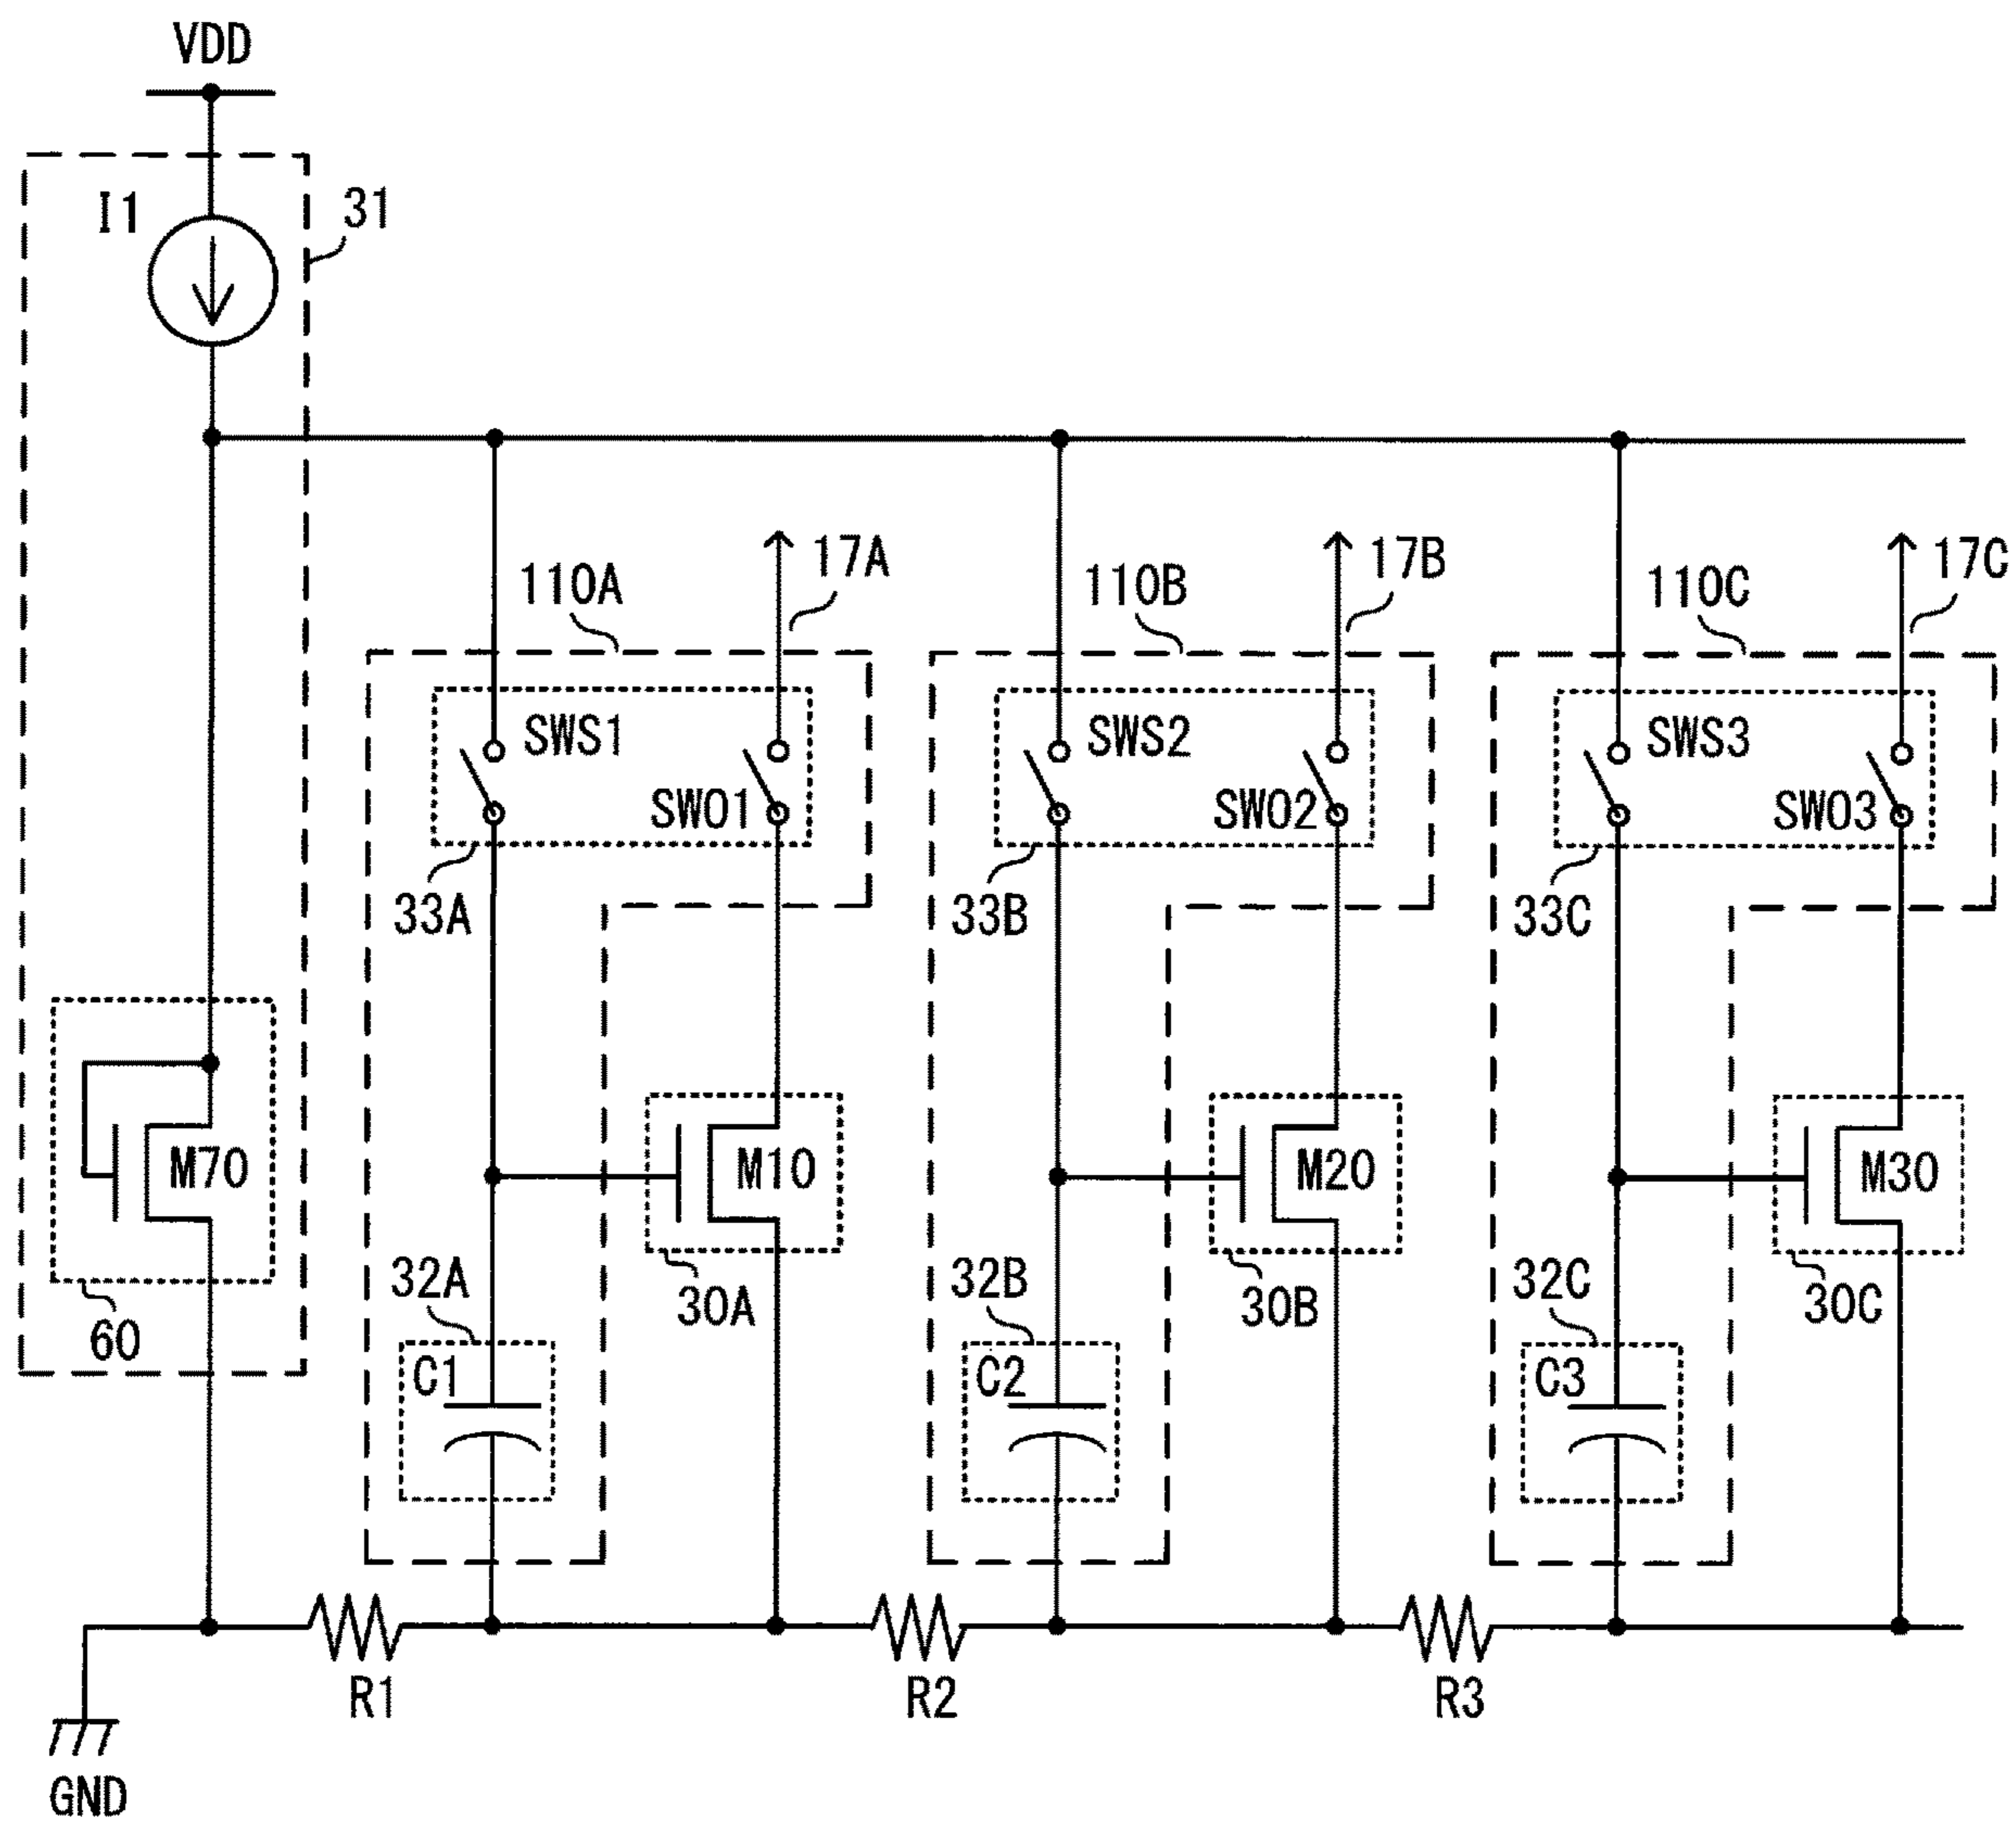 VDD
I1
31
110A
17A
110B
17B
110C
17C
SWS1
SWO1
SWS2
SWO2
SWS3
SWO3
33A
33B
33C
M70
M10
M20
M30
60
32A
30A
32B
30B
32C
30C
C1
C2
C3
R1
R2
R3
GND